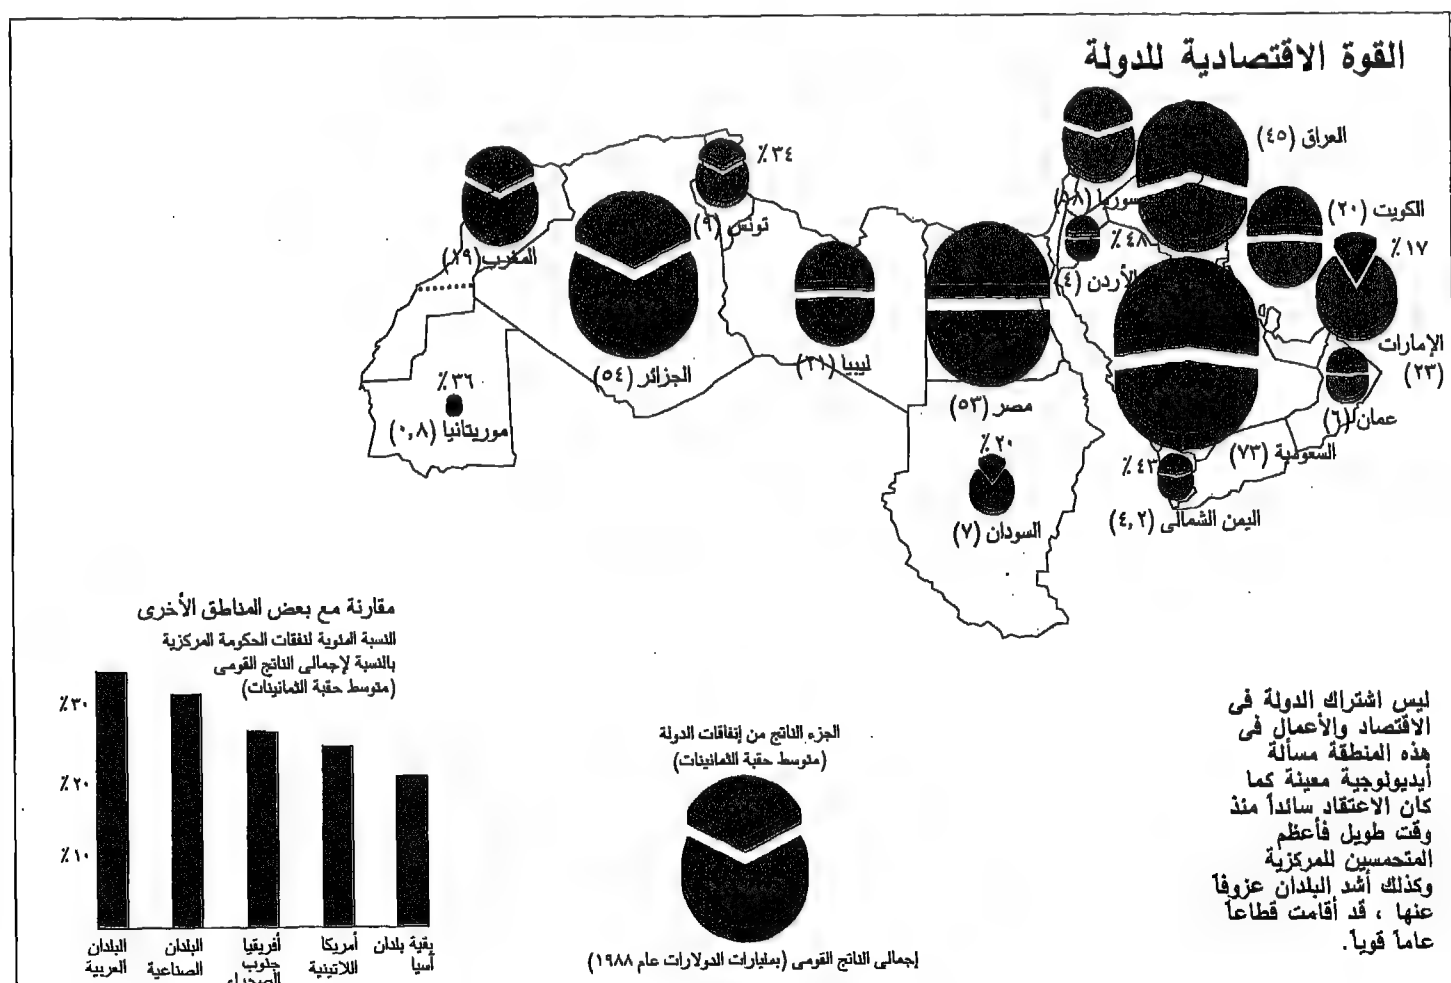 القوة الاقتصادية للدولة
العراق (٤٥)
سوريا (١٨)
الكويت (٢٠)
٪ ١٧
الإمارات
(٢٣)
٪ ٤٨
الأردن (٤)
عمان (٦)
السعودية (٧٣)
٪ ٤٣
اليمن الشمالى (٤,٢)
مصر (٥٣)
٪ ٢٠
السودان (٧)
ليبيا (٢١)
٪ ٣٤
تونس (٩)
الجزائر (٥٤)
المغرب (١٩)
٪ ٣٦
موريتانيا (٠,٨)
ليس اشتراك الدولة فى
الاقتصاد والأعمال فى
هذه المنطقة مسألة
أيديولوجية معينة كما
كان الاعتقاد سائداً منذ
وقت طويل فأعظم
المتحمسين للمركزية
وكذلك أشد البلدان عزوفاً
عنها ، قد أقامت قطاعاً
عاماً قوياً.
الجزء الناتج من إنفاقات الدولة
(متوسط حقبة الثمانينات)
إجمالى الناتج القومى (بمليارات الدولارات عام ١٩٨٨)
مقارنة مع بعض المناطق الأخرى
النسبة المئوية لنفقات الحكومة المركزية
بالنسبة لإجمالى الناتج القومى
(متوسط حقبة الثمانينات)
٪ ٣٠
٪ ٢٠
٪ ١٠
بقية بلدان
آسيا
أمريكا
اللاتينية
أفريقيا
جنوب
الصحراء
البلدان
الصناعية
البلدان
العربية